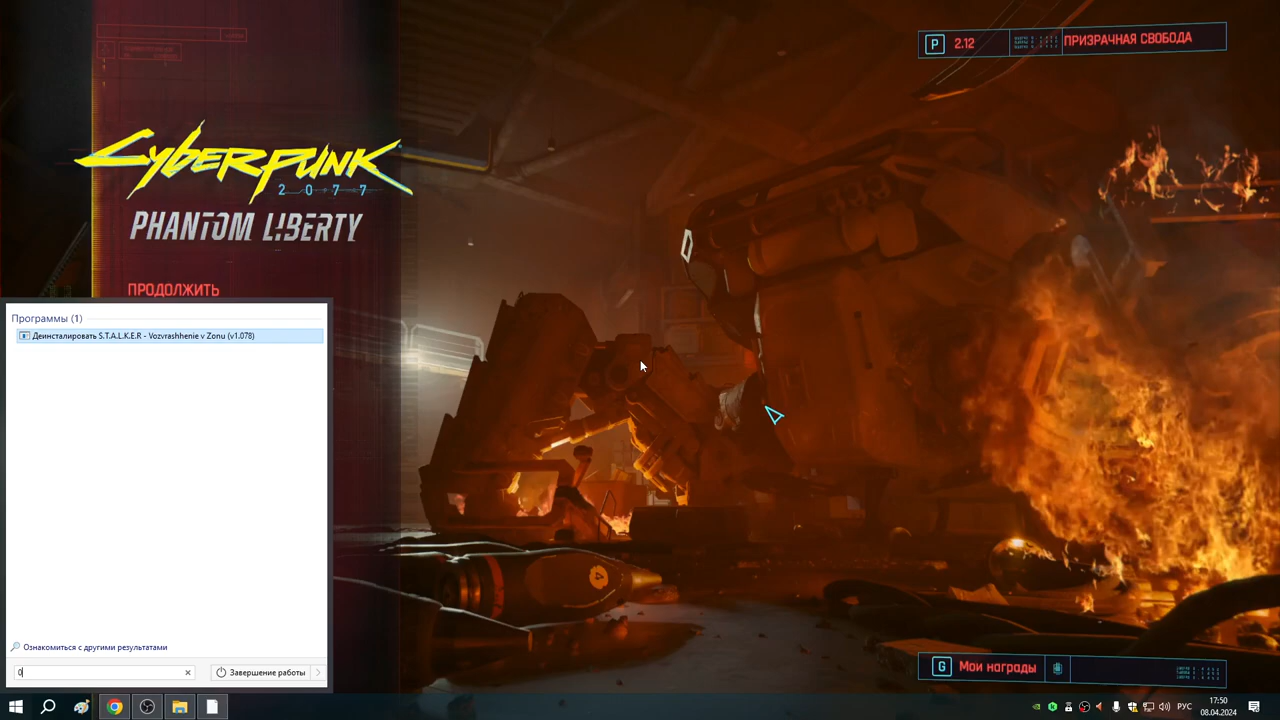 P 2.12 ПРИЗРАЧНАЯ СВОБОДА
CYBERPUNK
2077
PHANTOM LIBERTY
ПРОДОЛЖИТЬ
Программы (1)
Деинсталировать S.T.A.L.K.E.R - Vozvrashhenie v Zonu (v1.078)
4
Ознакомиться с другими результатами
0
Завершение работы
G Мои награды
РУС
17:50
08.04.2024